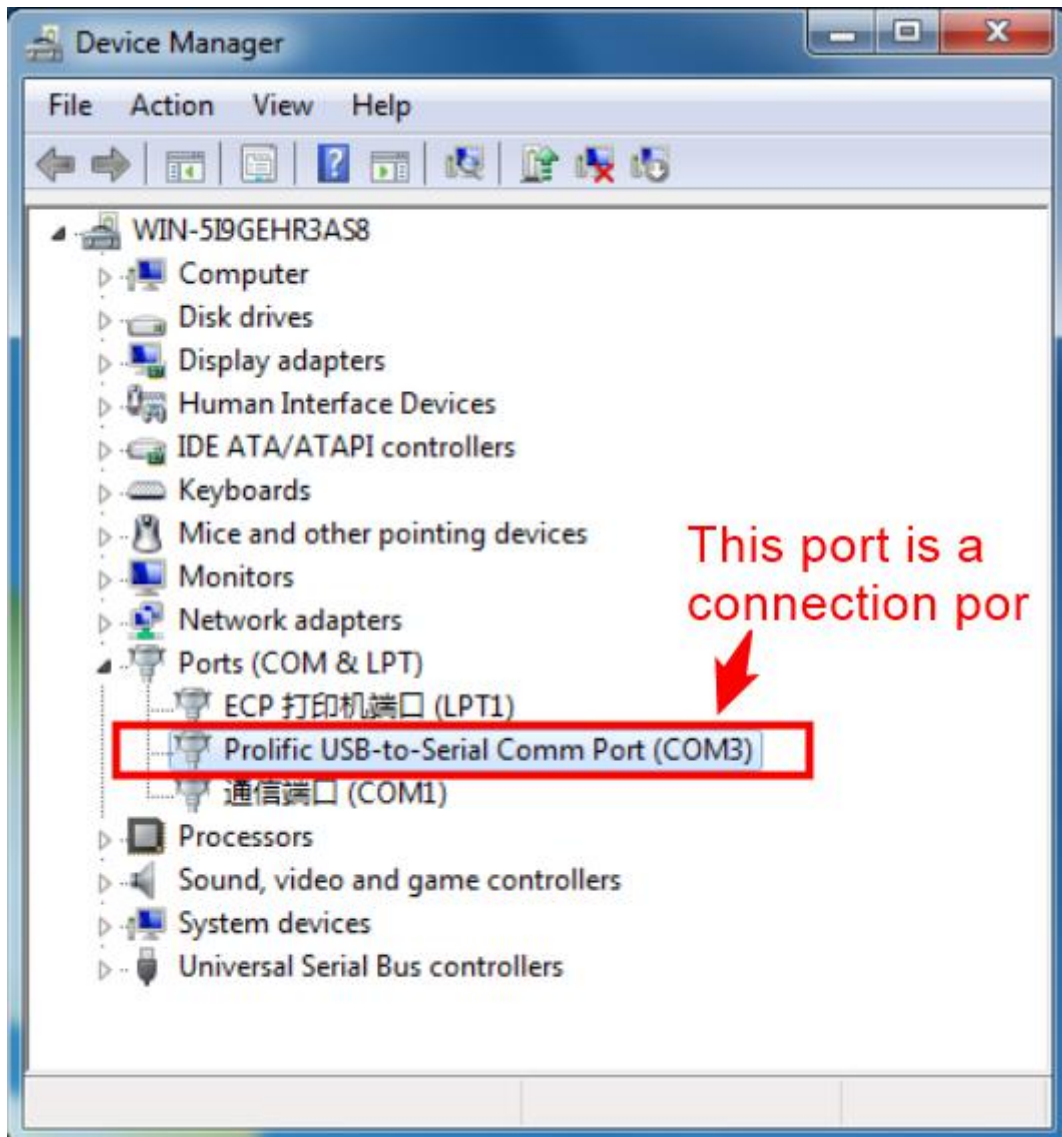 Device Manager
File Action View Help
WIN-5I9GEHR3AS8
Computer
Disk drives
Display adapters
Human Interface Devices
IDE ATA/ATAPI controllers
Keyboards
Mice and other pointing devices
Monitors
Network adapters
Ports (COM & LPT)
ECP 打印机端口 (LPT1)
Prolific USB-to-Serial Comm Port (COM3)
通信端口 (COM1)
Processors
Sound, video and game controllers
System devices
Universal Serial Bus controllers
This port is a
connection por